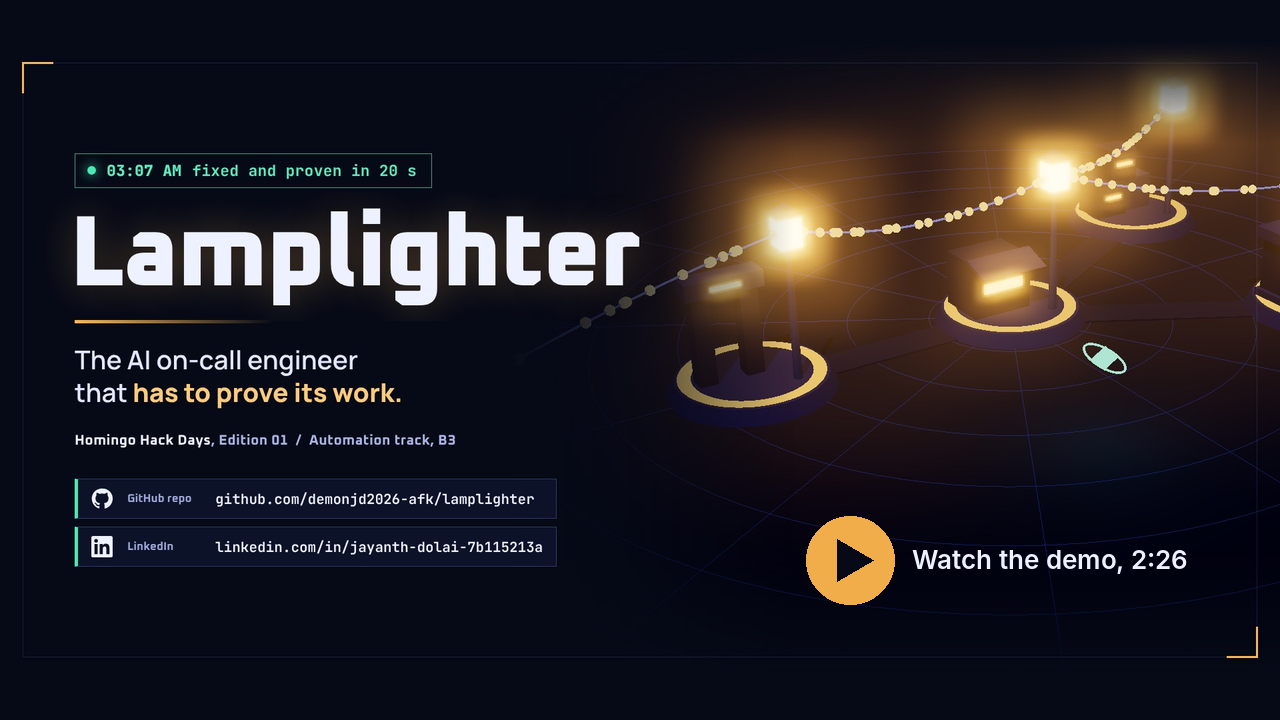 03:07 AM fixed and proven in 20 s
Lamplighter
The AI on-call engineer
that has to prove its work.
Homingo Hack Days, Edition 01 / Automation track, B3
GitHub repo github.com/demonjd2026-afk/lamplighter
in LinkedIn linkedin.com/in/jayanth-dolai-7b115213a
Watch the demo, 2:26